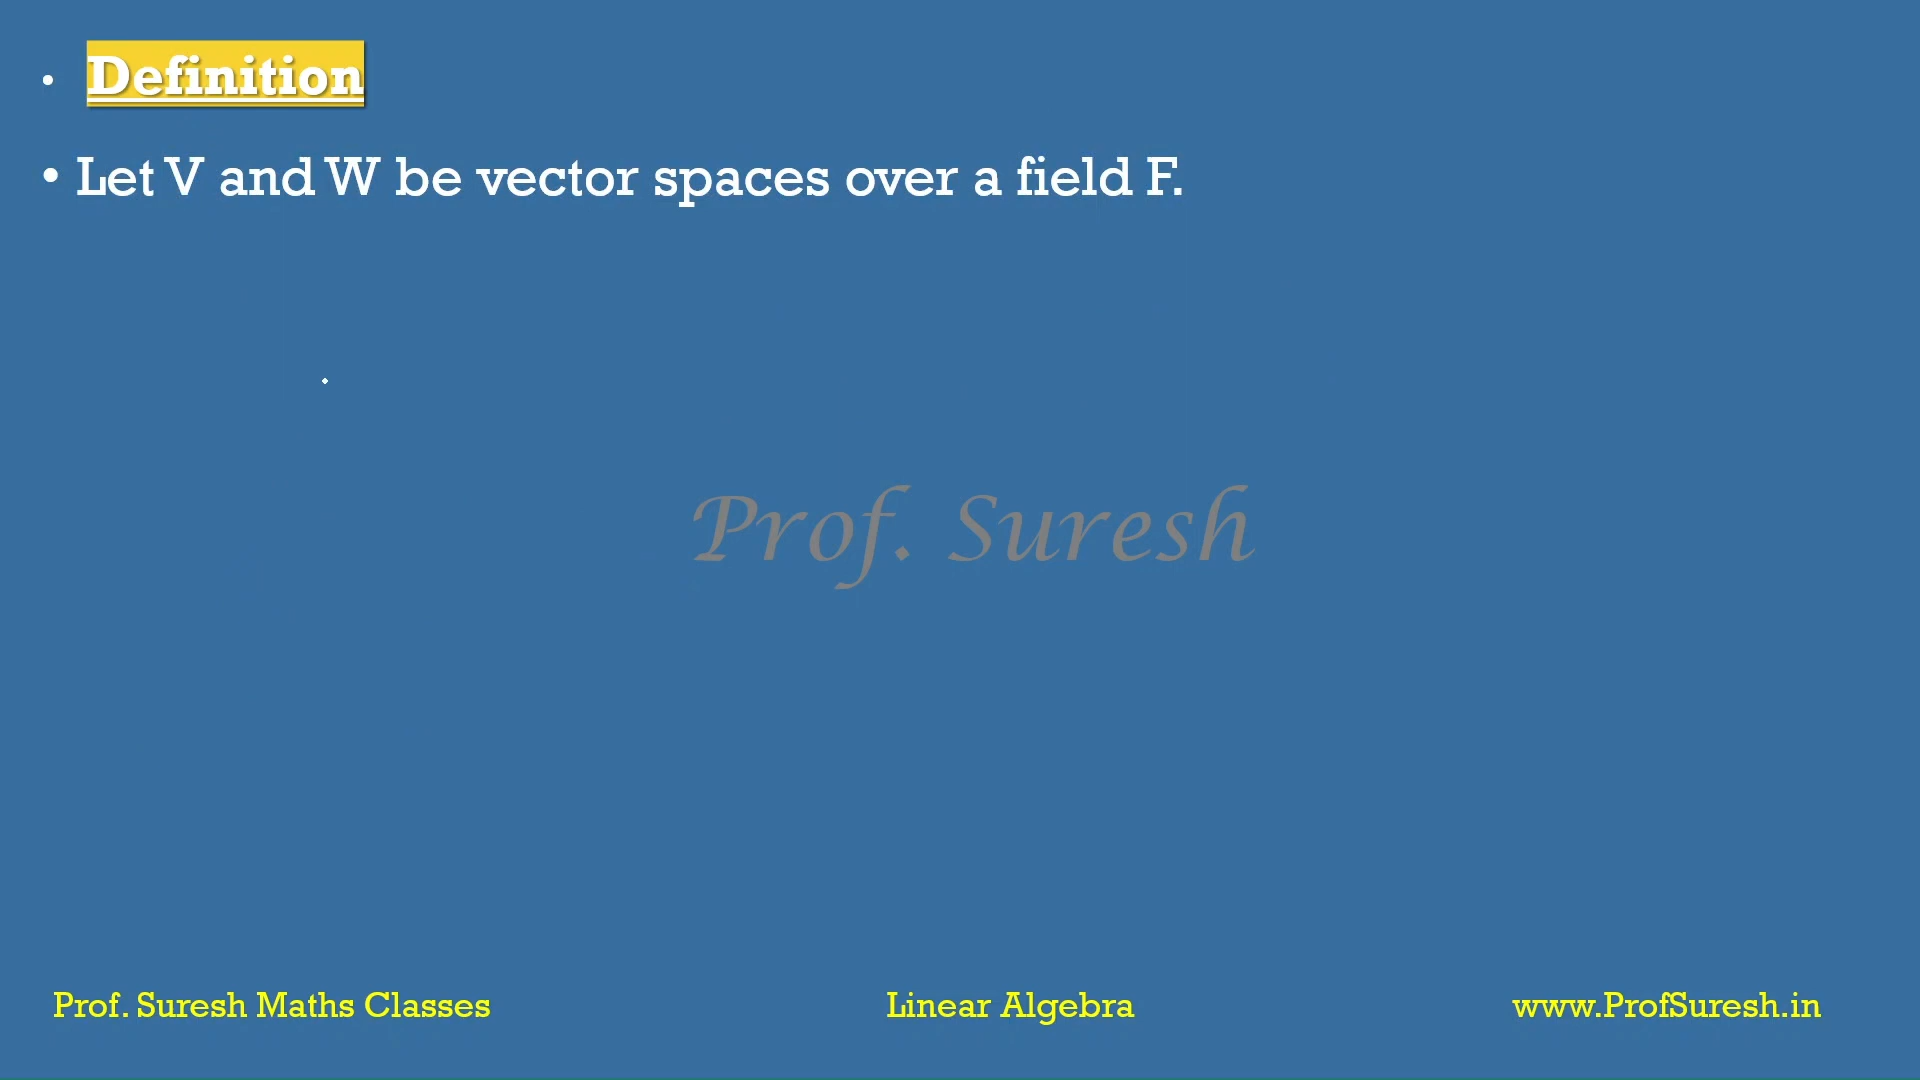 • Definition
• Let V and W be vector spaces over a field F.
Prof. Suresh
Prof. Suresh Maths Classes
Linear Algebra
www.ProfSuresh.in